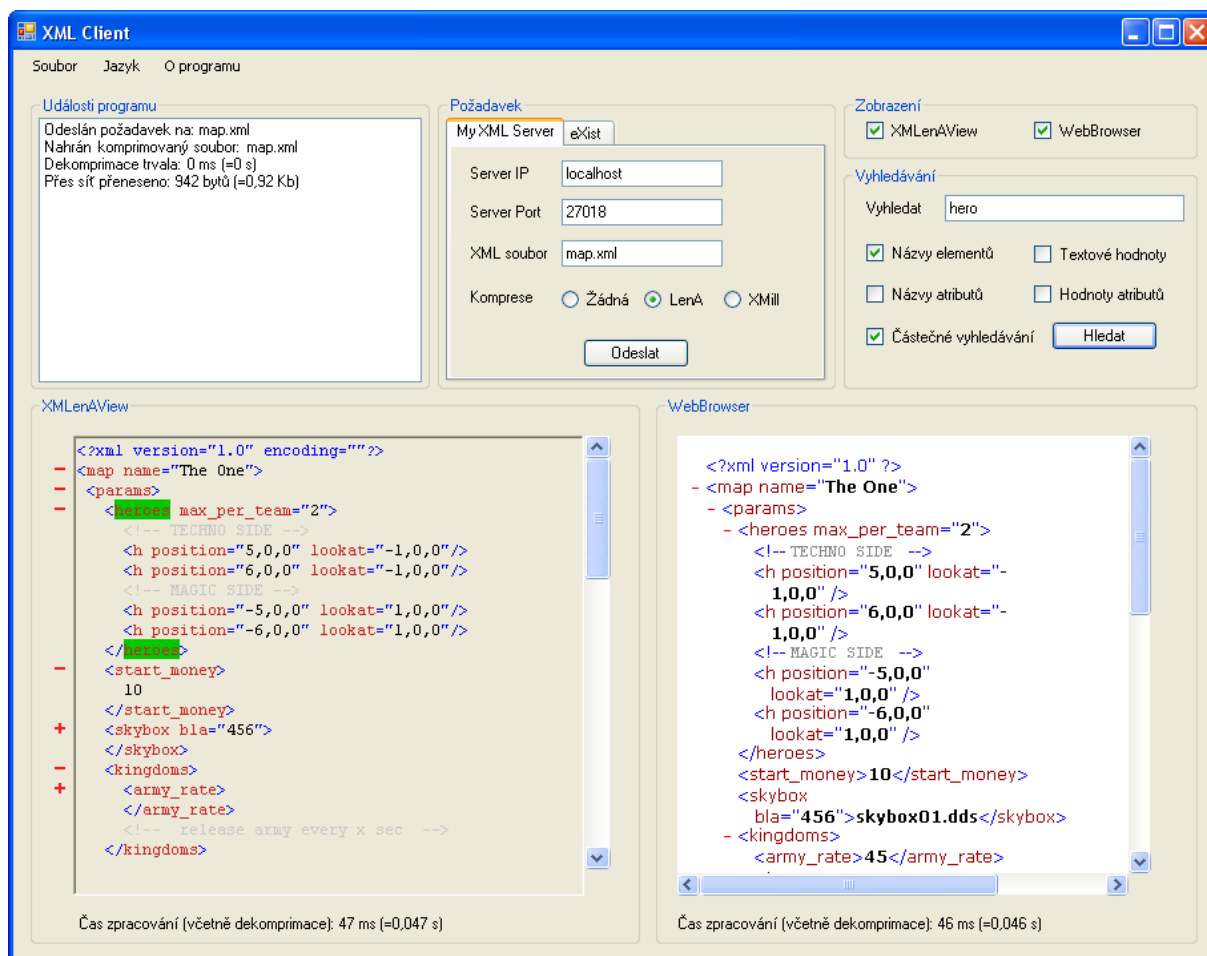 XML Client
Soubor Jazyk O programu
Události programu
Odeslán požadavek na: map.xml
Nahrán komprimovaný soubor: map.xml
Dekomprimace trvala: 0 ms (=0 s)
Přes síť přeneseno: 942 bytů (=0,92 Kb)
Požadavek
My XML Server eXist
Server IP localhost
Server Port 27018
XML soubor map.xml
Komprese Žádná LenA XMill
Odeslat
Zobrazení
XMLenAView WebBrowser
Vyhledávání
Vyhledat hero
Názvy elementů Textové hodnoty
Názvy atributů Hodnoty atributů
Částečné vyhledávání Hledat
XMLenAView
<?xml version="1.0" encoding=""?>
− <map name="The One">
− <params>
− <heroes max_per_team="2">
<!-- TECHNO SIDE -->
<h position="5,0,0" lookat="-1,0,0"/>
<h position="6,0,0" lookat="-1,0,0"/>
<!-- MAGIC SIDE -->
<h position="-5,0,0" lookat="1,0,0"/>
<h position="-6,0,0" lookat="1,0,0"/>
</heroes>
− <start_money>
10
</start_money>
+ <skybox bla="456">
</skybox>
− <kingdoms>
+ <army_rate>
</army_rate>
<!-- release army every x sec -->
</kingdoms>
Čas zpracování (včetně dekomprimace): 47 ms (=0,047 s)
WebBrowser
<?xml version="1.0" ?>
- <map name="The One">
- <params>
- <heroes max_per_team="2">
<!-- TECHNO SIDE -->
<h position="5,0,0" lookat="-
1,0,0" />
<h position="6,0,0" lookat="-
1,0,0" />
<!-- MAGIC SIDE -->
<h position="-5,0,0"
lookat="1,0,0" />
<h position="-6,0,0"
lookat="1,0,0" />
</heroes>
<start_money>10</start_money>
<skybox
bla="456">skybox01.dds</skybox>
- <kingdoms>
<army_rate>45</army_rate>
Čas zpracování (včetně dekomprimace): 46 ms (=0,046 s)